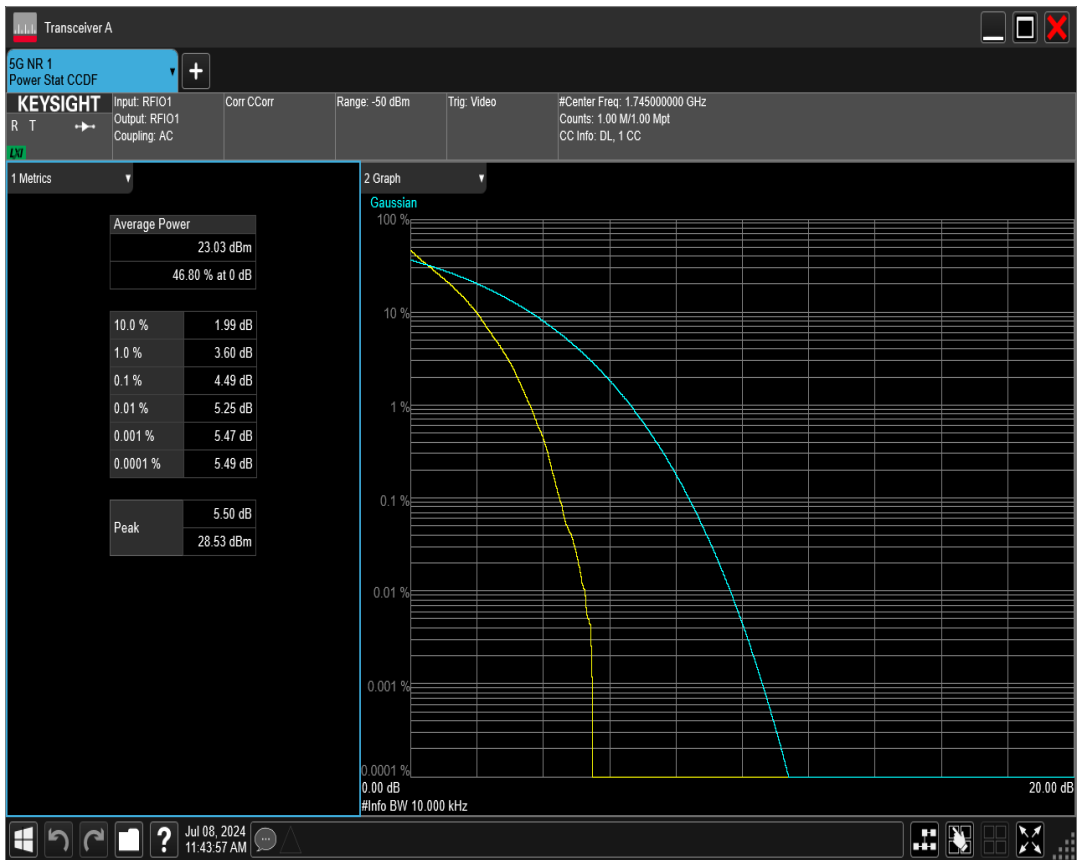 Transceiver A
5G NR 1
Power Stat CCDF
KEYSIGHT
R T
LXI
Input: RFIO1
Output: RFIO1
Coupling: AC
Corr CCorr
Range: -50 dBm
Trig: Video
#Center Freq: 1.745000000 GHz
Counts: 1.00 M/1.00 Mpt
CC Info: DL, 1 CC
1 Metrics
Average Power
23.03 dBm
46.80 % at 0 dB
10.0 % 1.99 dB
1.0 % 3.60 dB
0.1 % 4.49 dB
0.01 % 5.25 dB
0.001 % 5.47 dB
0.0001 % 5.49 dB
Peak
5.50 dB
28.53 dBm
2 Graph
Gaussian
100 %
10 %
1 %
0.1 %
0.01 %
0.001 %
0.0001 %
0.00 dB
20.00 dB
#Info BW 10.000 kHz
?
Jul 08, 2024
11:43:57 AM